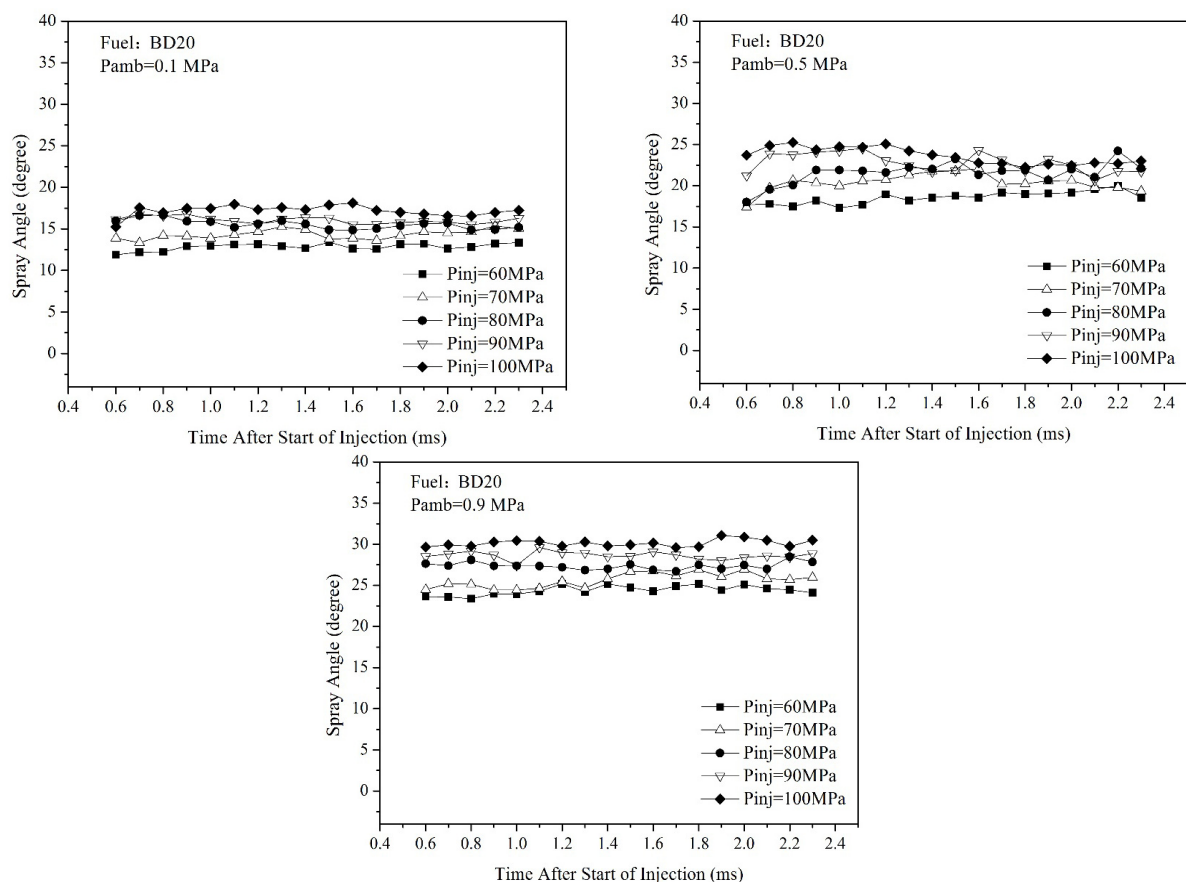 Fuel: BD20
Pamb=0.1 MPa
Spray Angle (degree)
40
35
30
25
20
15
10
5
0
Pinj=60MPa
Pinj=70MPa
Pinj=80MPa
Pinj=90MPa
Pinj=100MPa
0.4 0.6 0.8 1.0 1.2 1.4 1.6 1.8 2.0 2.2 2.4
Time After Start of Injection (ms)
Fuel: BD20
Pamb=0.5 MPa
Spray Angle (degree)
40
35
30
25
20
15
10
5
0
Pinj=60MPa
Pinj=70MPa
Pinj=80MPa
Pinj=90MPa
Pinj=100MPa
0.4 0.6 0.8 1.0 1.2 1.4 1.6 1.8 2.0 2.2 2.4
Time After Start of Injection (ms)
Fuel: BD20
Pamb=0.9 MPa
Spray Angle (degree)
40
35
30
25
20
15
10
5
0
Pinj=60MPa
Pinj=70MPa
Pinj=80MPa
Pinj=90MPa
Pinj=100MPa
0.4 0.6 0.8 1.0 1.2 1.4 1.6 1.8 2.0 2.2 2.4
Time After Start of Injection (ms)